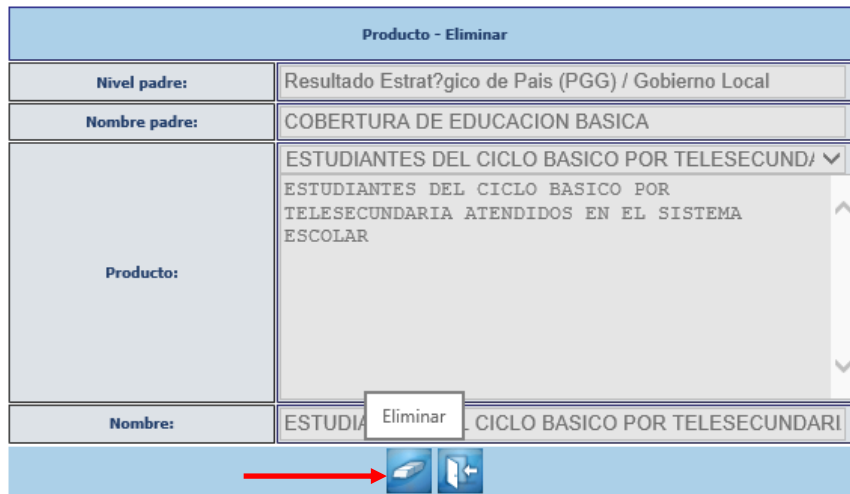 Producto - Eliminar
Nivel padre: Resultado Estrat?gico de Pais (PGG) / Gobierno Local
Nombre padre: COBERTURA DE EDUCACION BASICA
ESTUDIANTES DEL CICLO BASICO POR TELESECUND
Producto:
ESTUDIANTES DEL CICLO BASICO POR
TELESECUNDARIA ATENDIDOS EN EL SISTEMA
ESCOLAR
Nombre: ESTUDIA L CICLO BASICO POR TELESECUNDARI
Eliminar